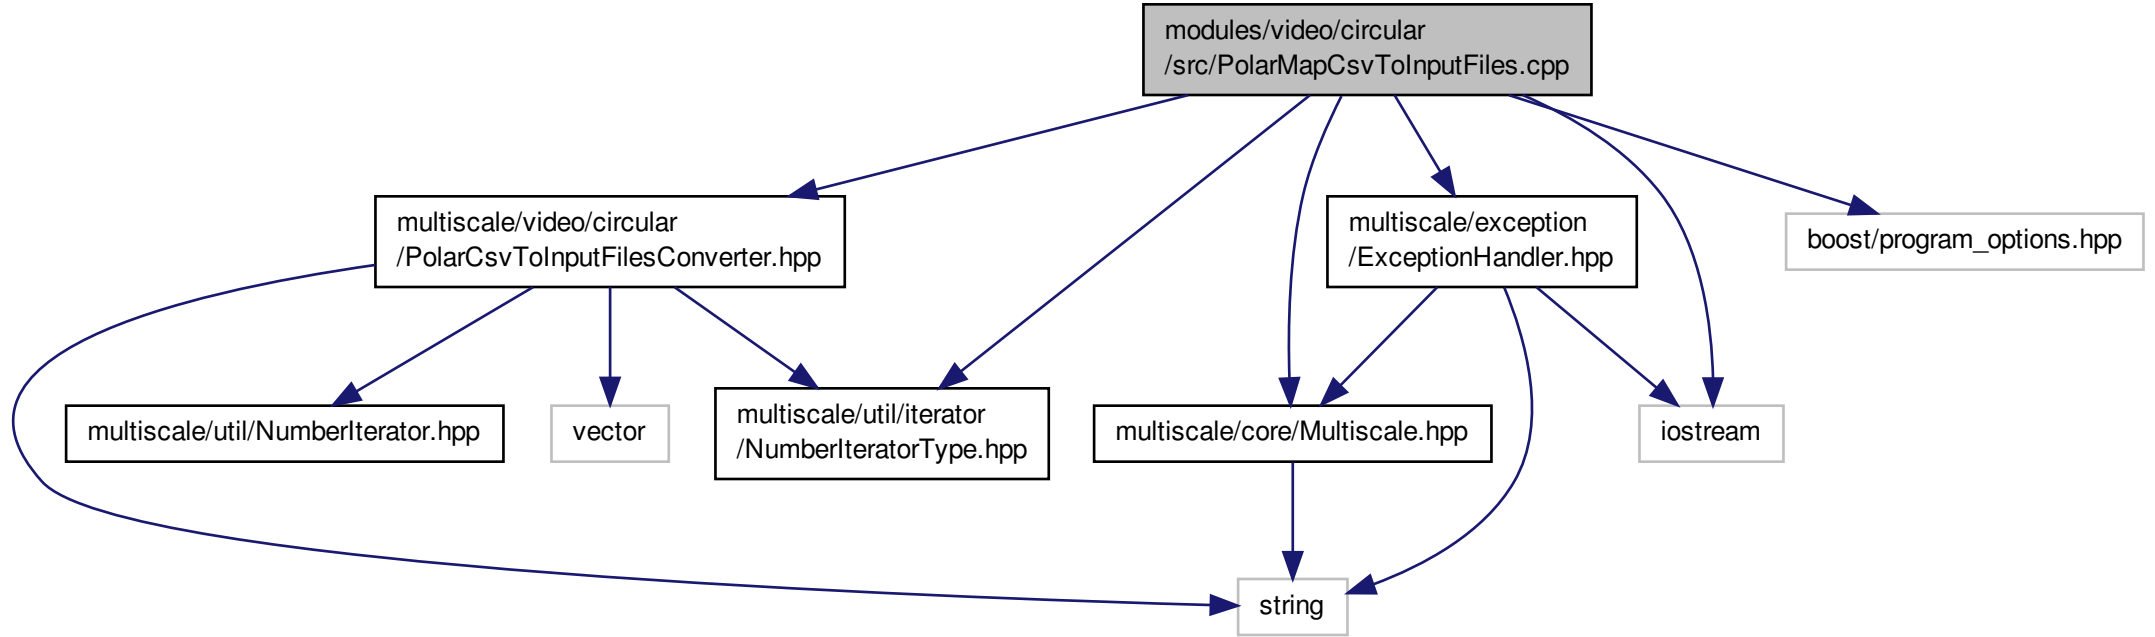 modules/video/circular
/src/PolarMapCsvToInputFiles.cpp
multiscale/video/circular
/PolarCsvToInputFilesConverter.hpp
multiscale/exception
/ExceptionHandler.hpp
boost/program_options.hpp
multiscale/util/NumberIterator.hpp
vector
multiscale/util/iterator
/NumberIteratorType.hpp
multiscale/core/Multiscale.hpp
iostream
string